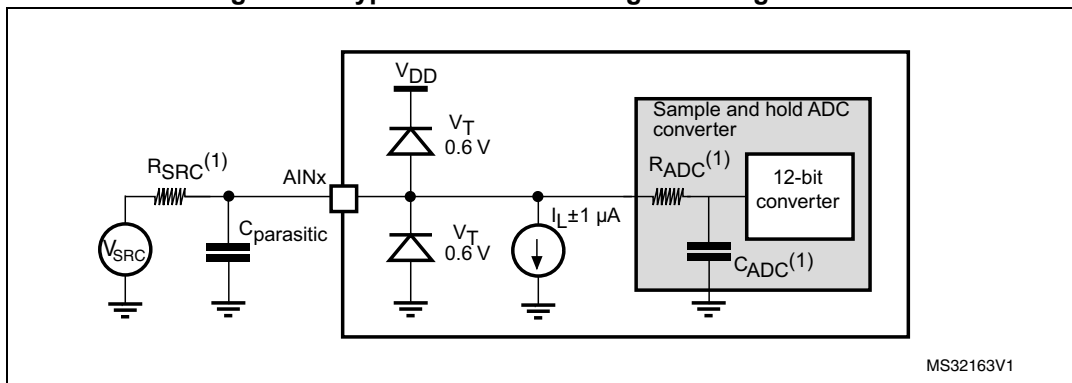 V_DD
V_T
0.6 V
R_SRC(1)
AINx
V_SRC
C_parasitic
V_T
0.6 V
I_L±1 µA
Sample and hold ADC
converter
R_ADC(1)
12-bit
converter
C_ADC(1)
MS32163V1